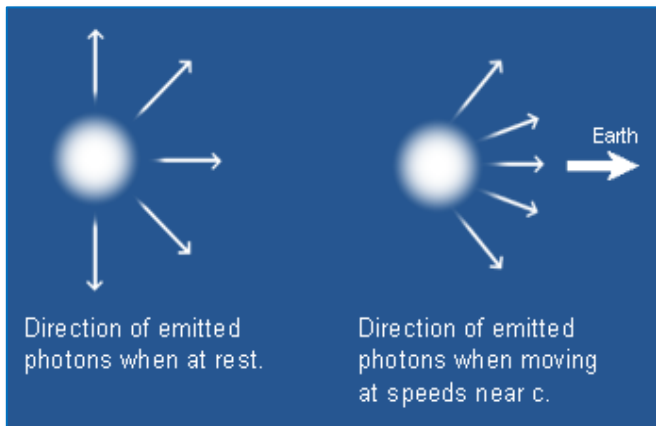 Earth
Direction of emitted
photons when at rest.
Direction of emitted
photons when moving
at speeds near c.